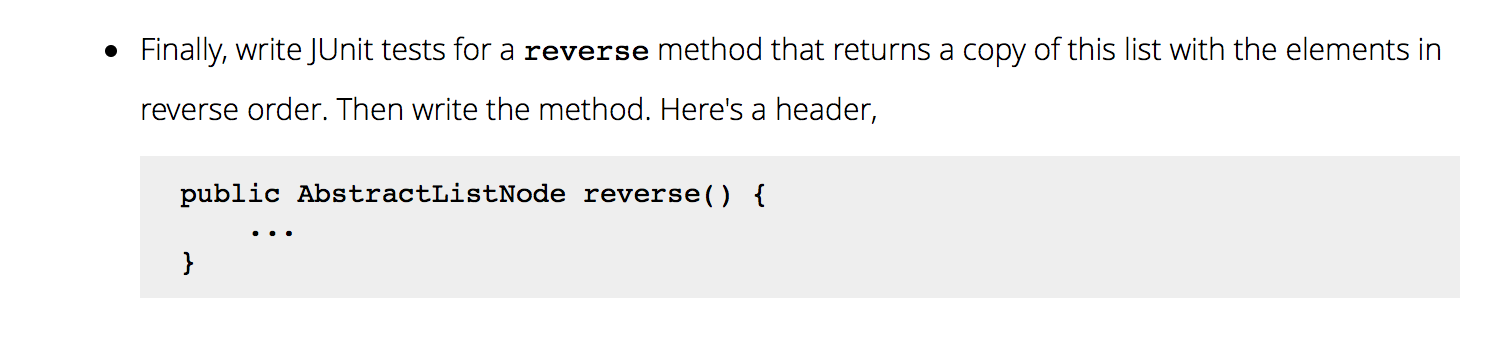 • Finally, write JUnit tests for a reverse method that returns a copy of this list with the elements in
reverse order. Then write the method. Here's a header,
public AbstractListNode reverse() {
...
}